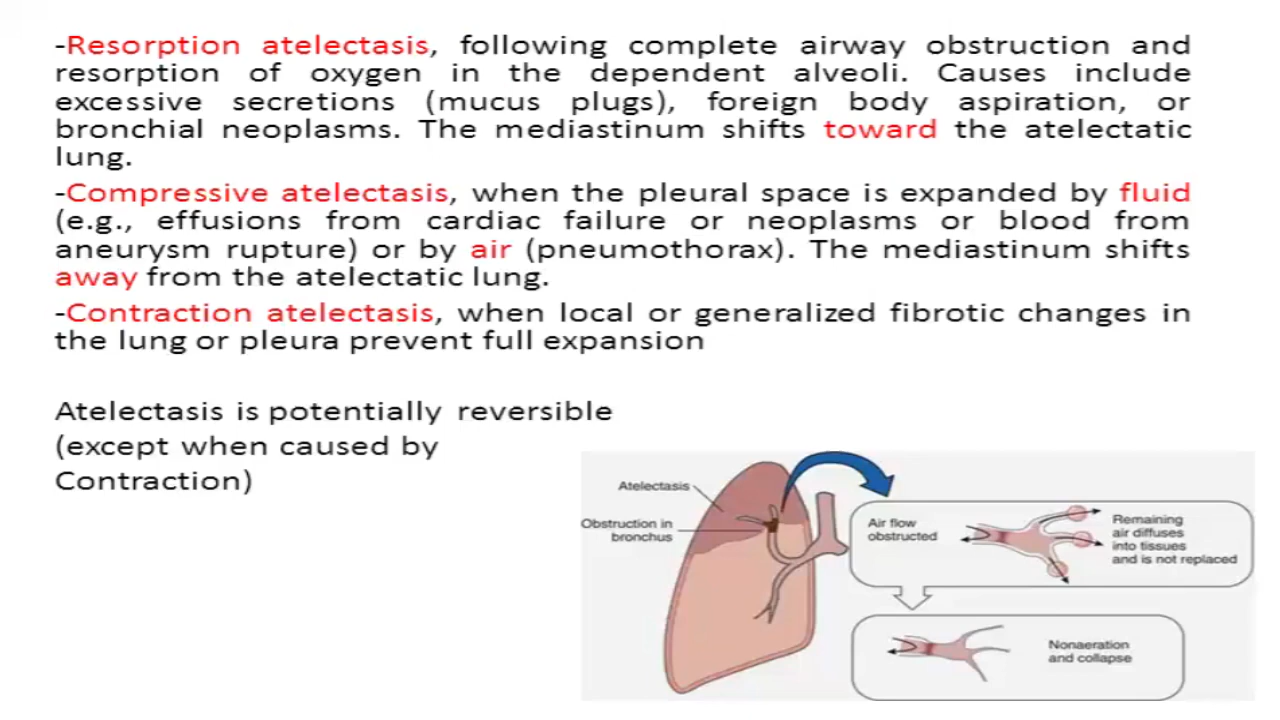 -Resorption atelectasis, following complete airway obstruction and
resorption of oxygen in the dependent alveoli. Causes include
excessive secretions (mucus plugs), foreign body aspiration, or
bronchial neoplasms. The mediastinum shifts toward the atelectatic
lung.
-Compressive atelectasis, when the pleural space is expanded by fluid
(e.g., effusions from cardiac failure or neoplasms or blood from
aneurysm rupture) or by air (pneumothorax). The mediastinum shifts
away from the atelectatic lung.
-Contraction atelectasis, when local or generalized fibrotic changes in
the lung or pleura prevent full expansion
Atelectasis is potentially reversible
(except when caused by
Contraction)
Atelectasis
Obstruction in
bronchus
Air flow
obstructed
Remaining
air diffuses
into tissues
and is not replaced
Nonaeration
and collapse